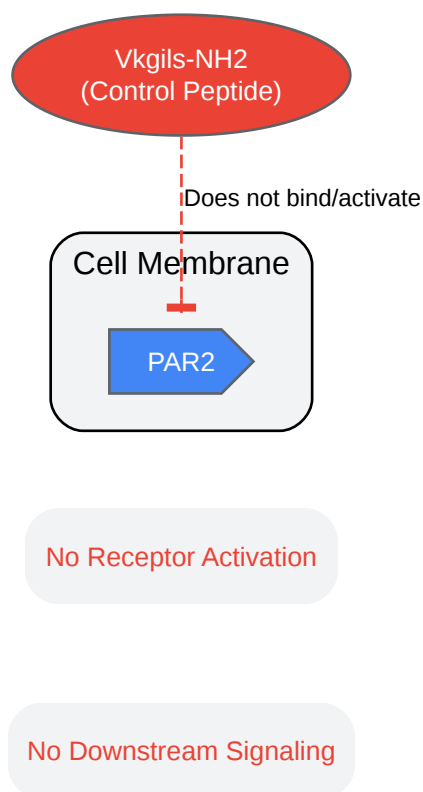 Vkgils-NH2
(Control Peptide)
Does not bind/activate
Cell Membrane
PAR2
No Receptor Activation
No Downstream Signaling